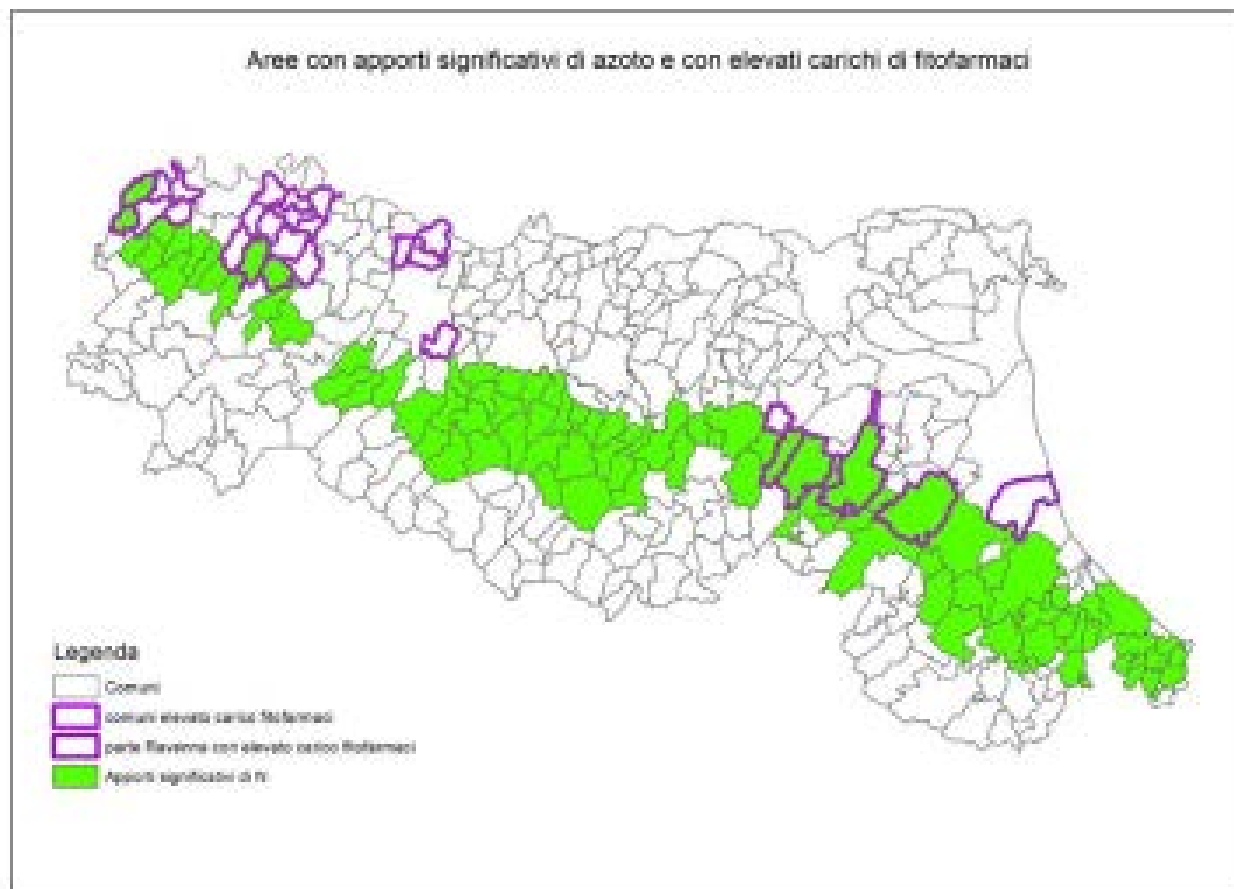 Aree con apporti significativi di azoto e con elevati carichi di fitofarmaci
Legenda
Comuni
comuni elevato carico fitofarmaci
parte Ravenna con elevato carico fitofarmaci
Apporti significativi di N